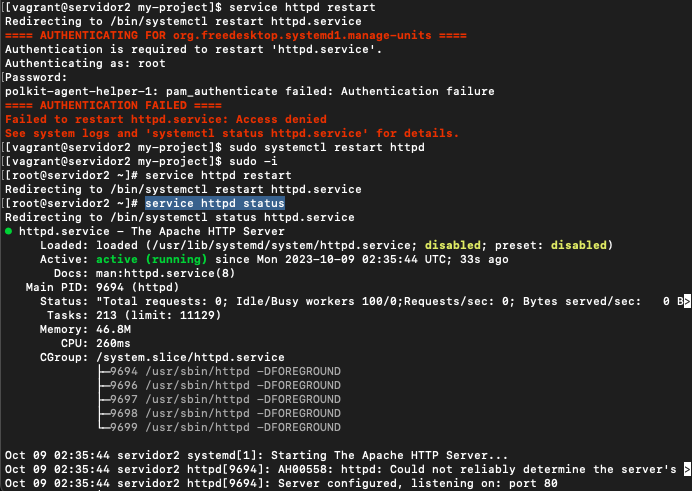 [[vagrant@servidor2 my-project]$ service httpd restart
Redirecting to /bin/systemctl restart httpd.service
==== AUTHENTICATING FOR org.freedesktop.systemd1.manage-units ====
Authentication is required to restart 'httpd.service'.
Authenticating as: root
[Password:
polkit-agent-helper-1: pam_authenticate failed: Authentication failure
==== AUTHENTICATION FAILED ====
Failed to restart httpd.service: Access denied
See system logs and 'systemctl status httpd.service' for details.
[[vagrant@servidor2 my-project]$ sudo systemctl restart httpd
[[vagrant@servidor2 my-project]$ sudo -i
[[root@servidor2 ~]# service httpd restart
Redirecting to /bin/systemctl restart httpd.service
[[root@servidor2 ~]# service httpd status
Redirecting to /bin/systemctl status httpd.service
● httpd.service - The Apache HTTP Server
Loaded: loaded (/usr/lib/systemd/system/httpd.service; disabled; preset: disabled)
Active: active (running) since Mon 2023-10-09 02:35:44 UTC; 33s ago
Docs: man:httpd.service(8)
Main PID: 9694 (httpd)
Status: "Total requests: 0; Idle/Busy workers 100/0;Requests/sec: 0; Bytes served/sec:   0 B>
Tasks: 213 (limit: 11129)
Memory: 46.8M
CPU: 260ms
CGroup: /system.slice/httpd.service
├─9694 /usr/sbin/httpd -DFOREGROUND
├─9696 /usr/sbin/httpd -DFOREGROUND
├─9697 /usr/sbin/httpd -DFOREGROUND
├─9698 /usr/sbin/httpd -DFOREGROUND
└─9699 /usr/sbin/httpd -DFOREGROUND
Oct 09 02:35:44 servidor2 systemd[1]: Starting The Apache HTTP Server...
Oct 09 02:35:44 servidor2 httpd[9694]: AH00558: httpd: Could not reliably determine the server's >
Oct 09 02:35:44 servidor2 httpd[9694]: Server configured, listening on: port 80